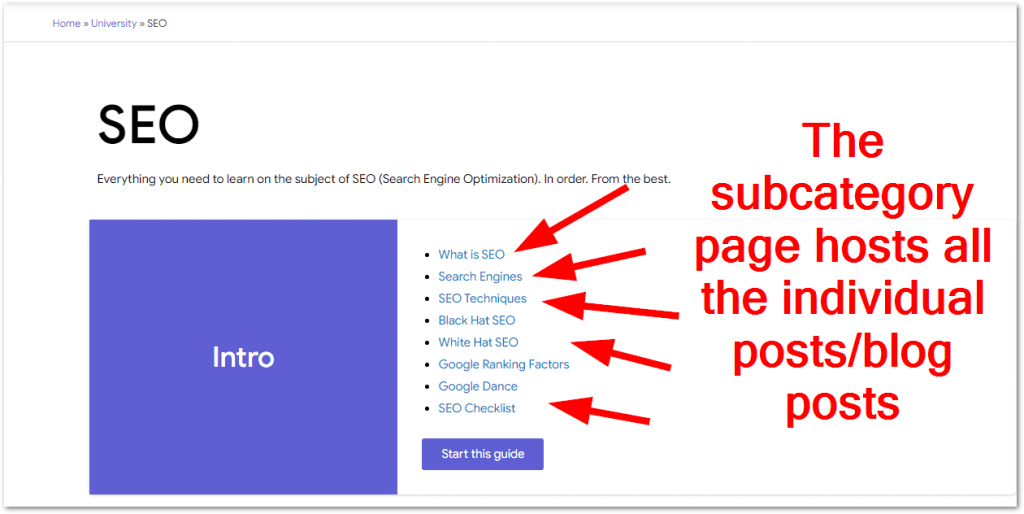 Home » University » SEO
SEO
Everything you need to learn on the subject of SEO (Search Engine Optimization). In order. From the best.
Intro
What is SEO
Search Engines
SEO Techniques
Black Hat SEO
White Hat SEO
Google Ranking Factors
Google Dance
SEO Checklist
Start this guide
The
subcategory
page hosts all
the individual
posts/blog
posts